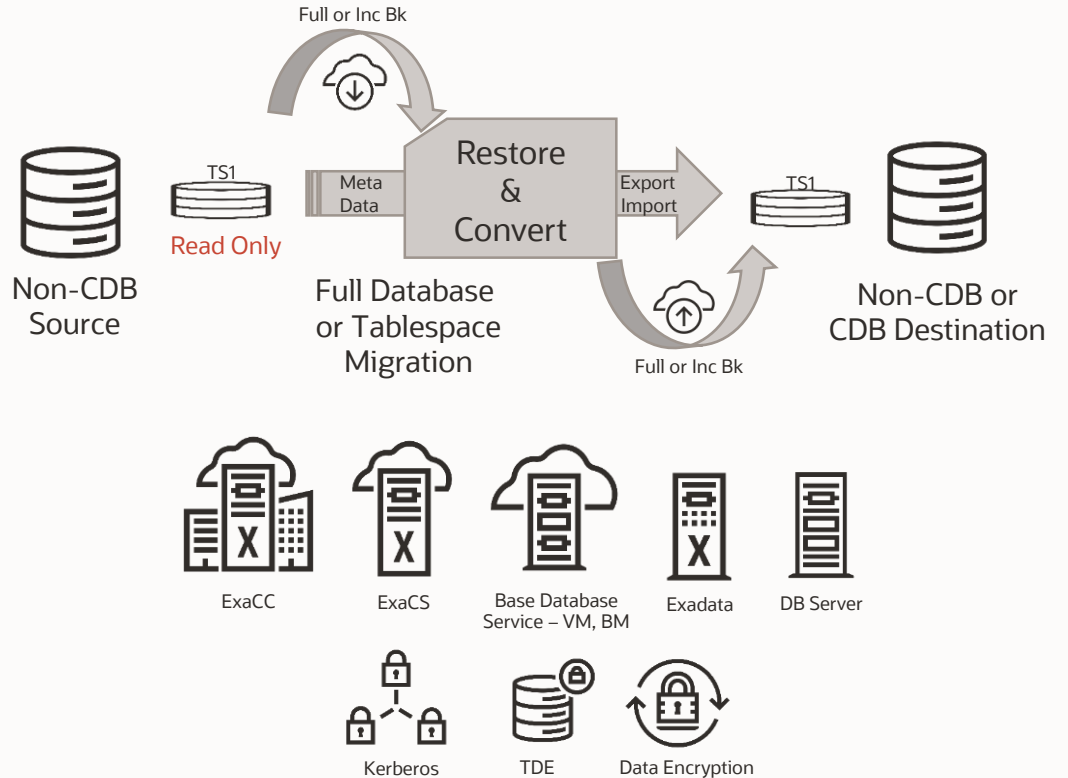 Full or Inc Bk
TS1
Read Only
Non-CDB
Source
Meta
Data
Restore
&
Convert
Export
Import
Full Database
or Tablespace
Migration
Full or Inc Bk
TS1
Non-CDB or
CDB Destination
X
ExaCC
X
ExaCS
Base Database
Service – VM, BM
X
Exadata
DB Server
Kerberos
TDE
Data Encryption